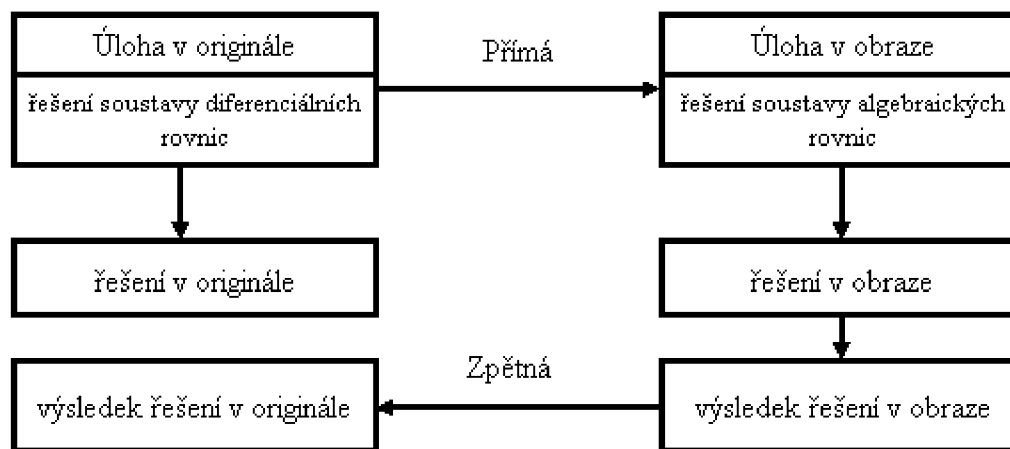 Úloha v originále
řešení soustavy diferenciálních
rovnic
Přímá
Úloha v obraze
řešení soustavy algebraických
rovnic
řešení v originále
řešení v obraze
Zpětná
výsledek řešení v originále
výsledek řešení v obraze